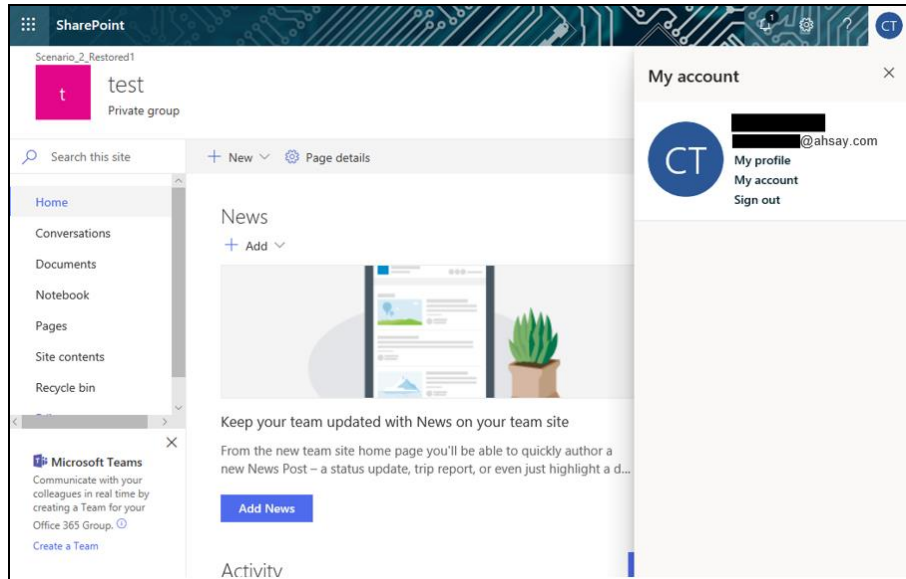 SharePoint
1
?
CT
Scenario_2_Restored1
t
test
Private group
Search this site
+ New
Page details
Home
Conversations
Documents
Notebook
Pages
Site contents
Recycle bin
Microsoft Teams
Communicate with your
colleagues in real time by
creating a Team for your
Office 365 Group.
Create a Team
News
+ Add
Keep your team updated with News on your team site
From the new team site home page you'll be able to quickly author a
new News Post – a status update, trip report, or even just highlight a d...
Add News
Activity
My account
CT
@ahsay.com
My profile
My account
Sign out